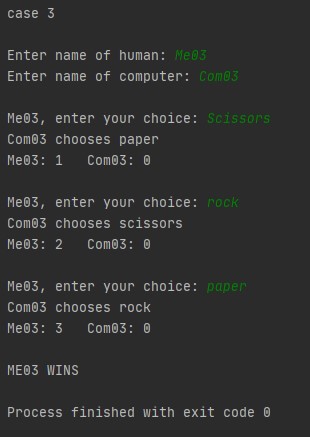 case 3
Enter name of human: Me03
Enter name of computer: Com03
Me03, enter your choice: Scissors
Com03 chooses paper
Me03: 1   Com03: 0
Me03, enter your choice: rock
Com03 chooses scissors
Me03: 2   Com03: 0
Me03, enter your choice: paper
Com03 chooses rock
Me03: 3   Com03: 0
ME03 WINS
Process finished with exit code 0